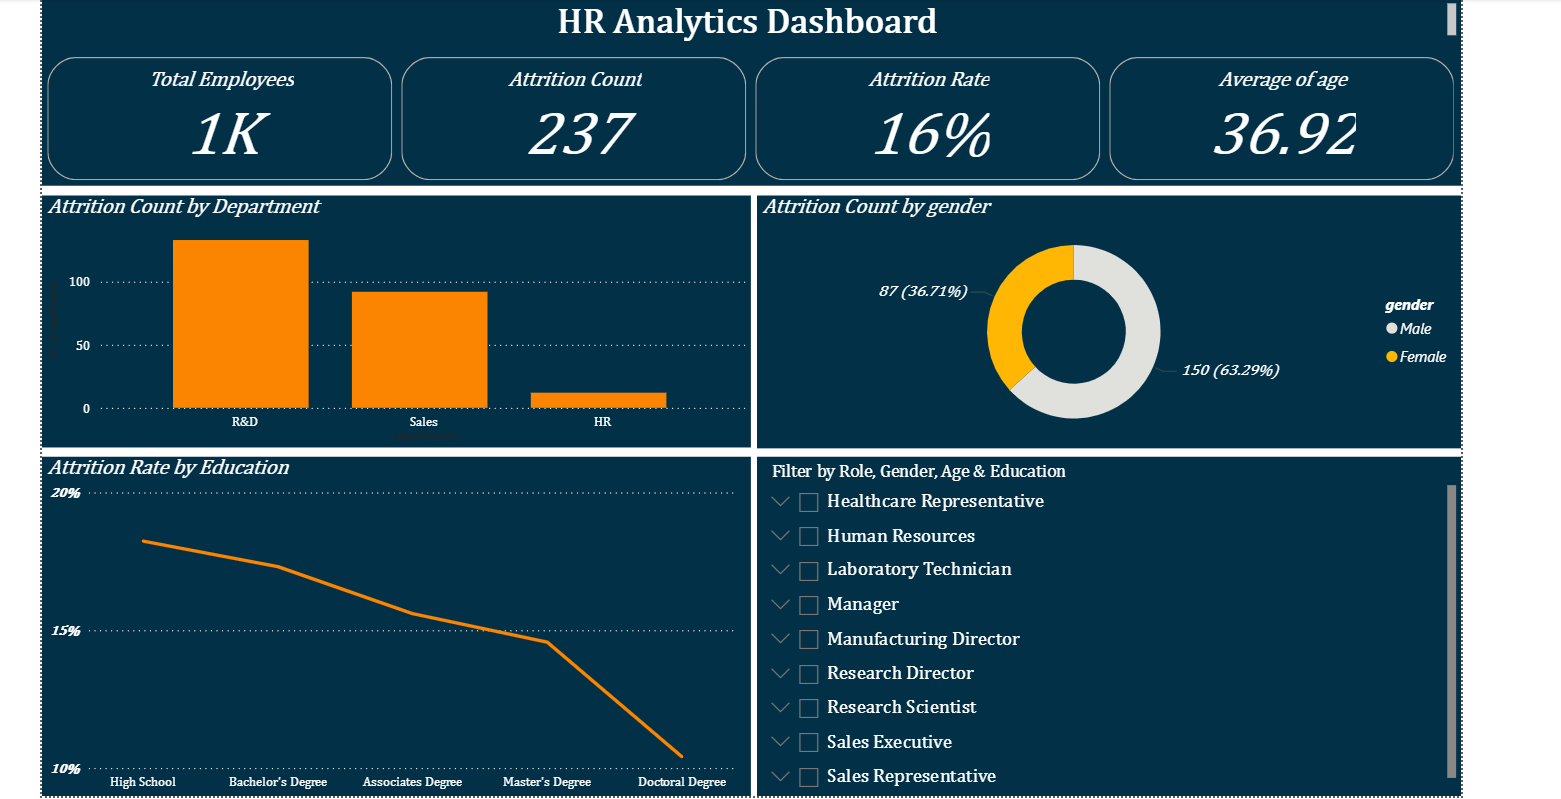 HR Analytics Dashboard
Total Employees
1K
Attrition Count
237
Attrition Rate
16%
Average of age
36.92
Attrition Count by Department
100
50
0
R&D
Sales
HR
Attrition Count by gender
87 (36.71%)
150 (63.29%)
gender
Male
Female
Attrition Rate by Education
20%
15%
10%
High School
Bachelor's Degree
Associates Degree
Master's Degree
Doctoral Degree
Filter by Role, Gender, Age & Education
Healthcare Representative
Human Resources
Laboratory Technician
Manager
Manufacturing Director
Research Director
Research Scientist
Sales Executive
Sales Representative